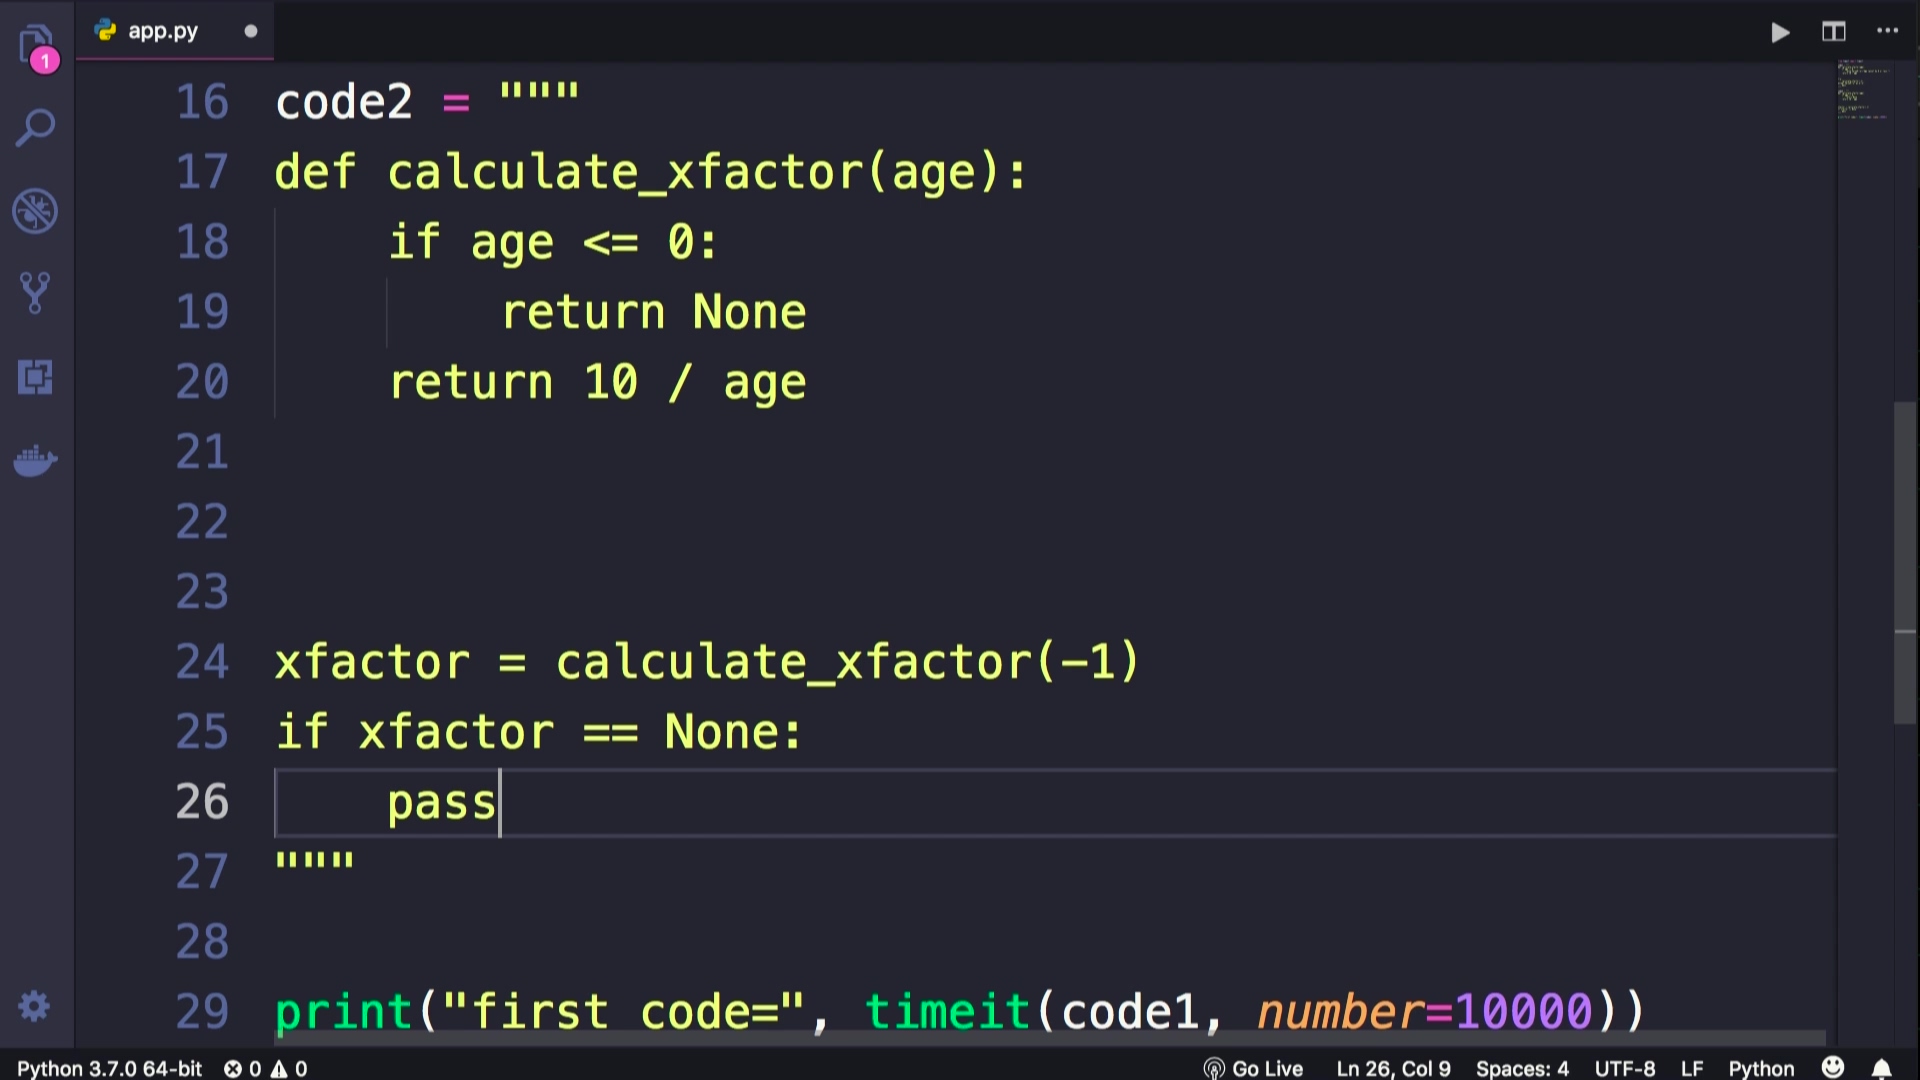 1
app.py
16 code2 = """
17 def calculate_xfactor(age):
18 if age <= 0:
19 return None
20 return 10 / age
21
22
23
24 xfactor = calculate_xfactor(-1)
25 if xfactor == None:
26 pass
27 """
28
29 print("first code=", timeit(code1, number=10000))
Python 3.7.0 64-bit 0 0 Go Live Ln 26, Col 9 Spaces: 4 UTF-8 LF Python